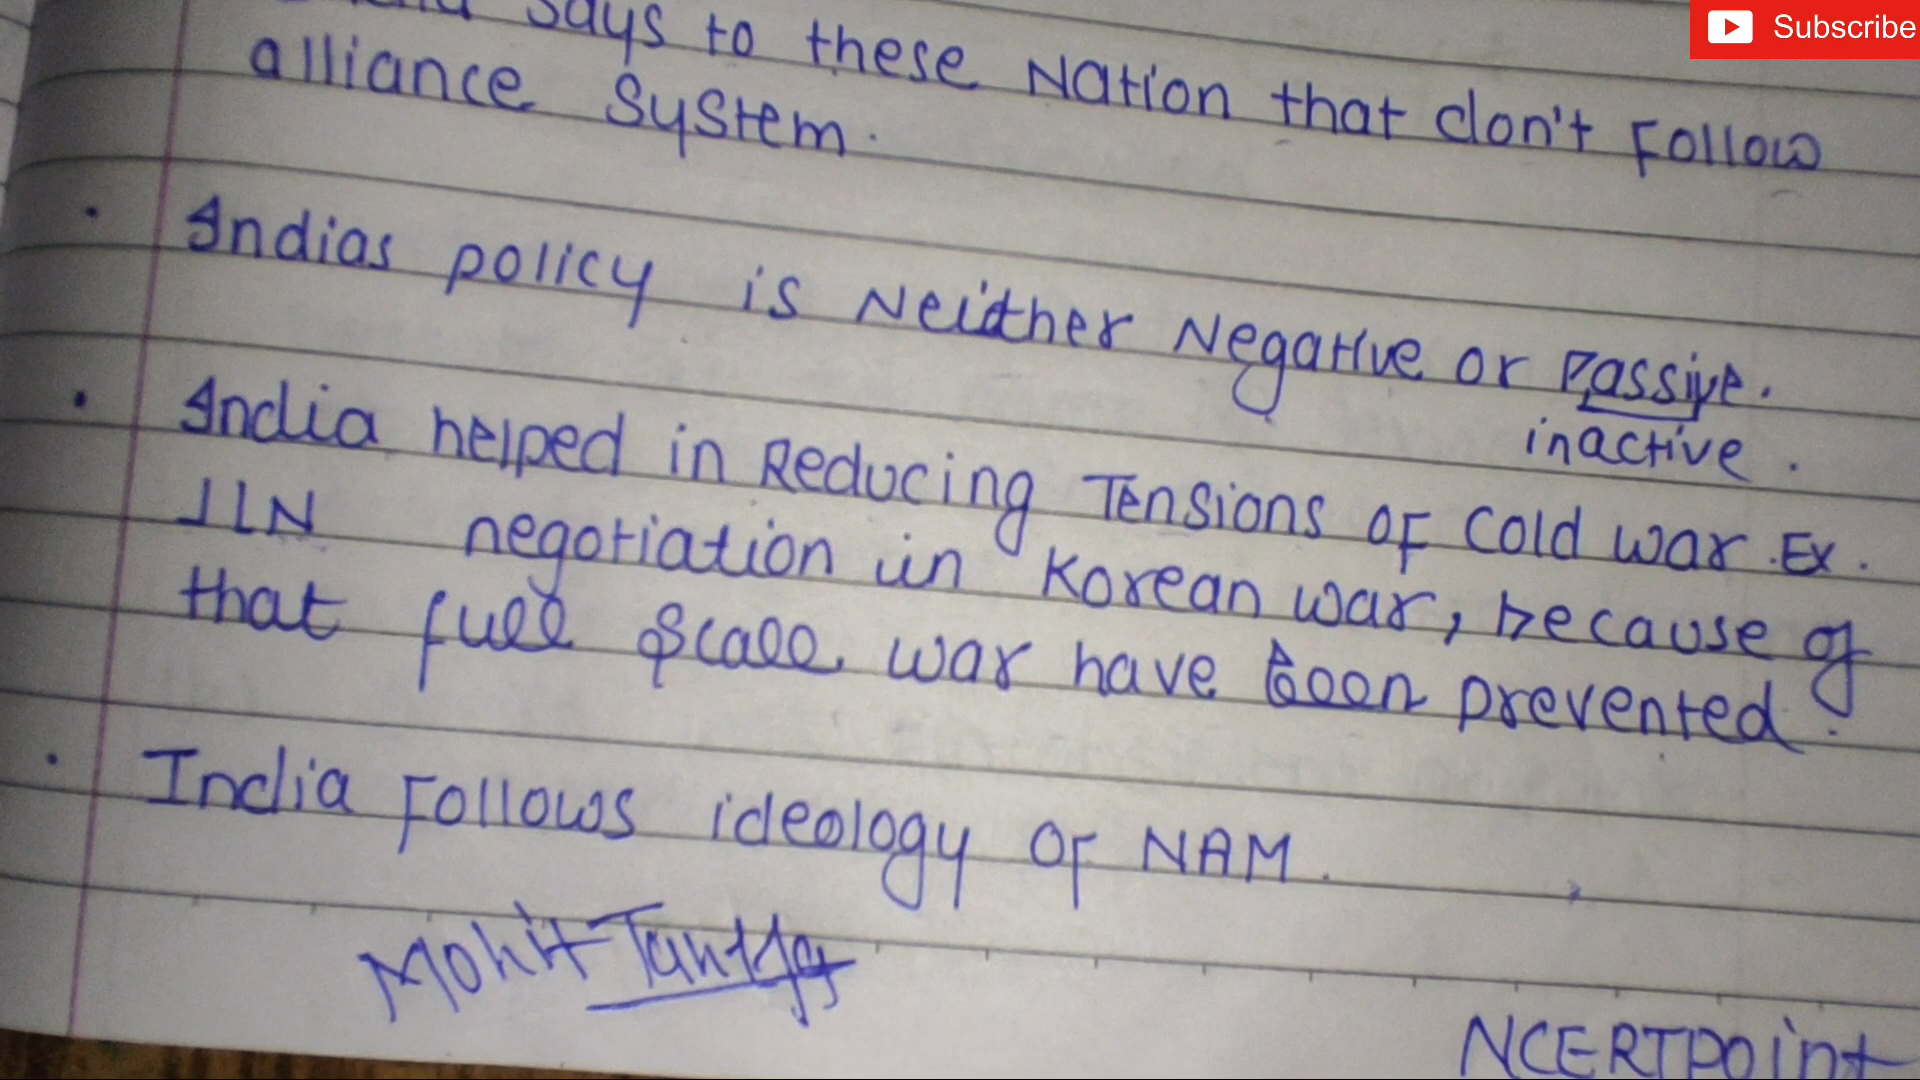 says to these Nation that don't Follow
alliance System.
Subscribe
• Indias policy is Neither Negative or Passive.
inactive.
• India helped in Reducing Tensions OF Cold war. Ex.
JLN negotiation in Korean war, because of
that full scale war have been prevented.
• India Follows ideology OF NAM.
Mohit
NCERTPoint